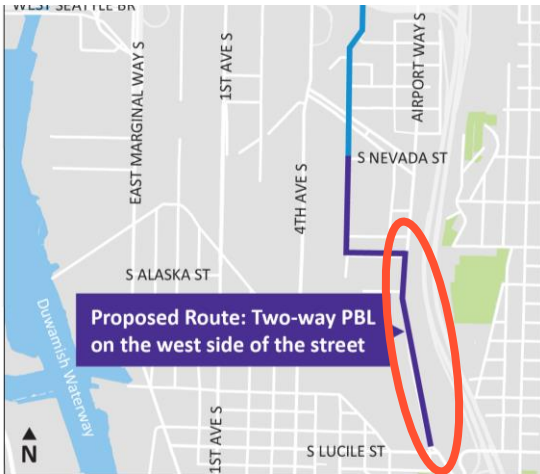 WEST SEATTLE BR
EAST MARGINAL WAY S
1ST AVE S
AIRPORT WAY S
S NEVADA ST
4TH AVE S
S ALASKA ST
Proposed Route: Two-way PBL
on the west side of the street
Duwamish Waterway
1ST AVE S
S LUCILE ST
N